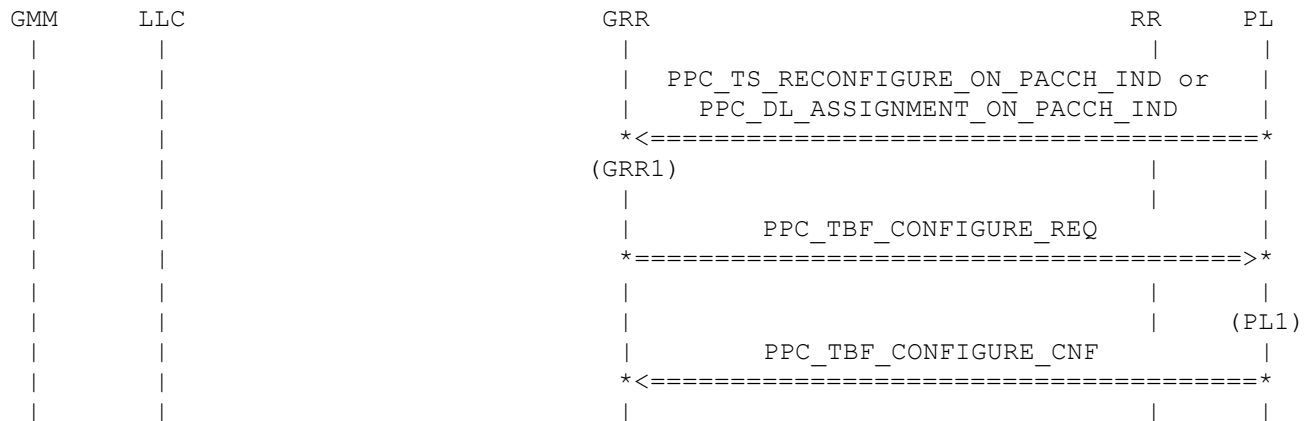 GMM LLC GRR RR PL
| | | | |
| | | PPC_TS_RECONFIGURE_ON_PACCH_IND or |
| | | PPC_DL_ASSIGNMENT_ON_PACCH_IND |
| | *<======================================*
| | (GRR1) | |
| | | | |
| | | PPC_TBF_CONFIGURE_REQ |
| | *======================================>*
| | | | |
| | | | (PL1)
| | | PPC_TBF_CONFIGURE_CNF |
| | *<======================================*
| | | | |